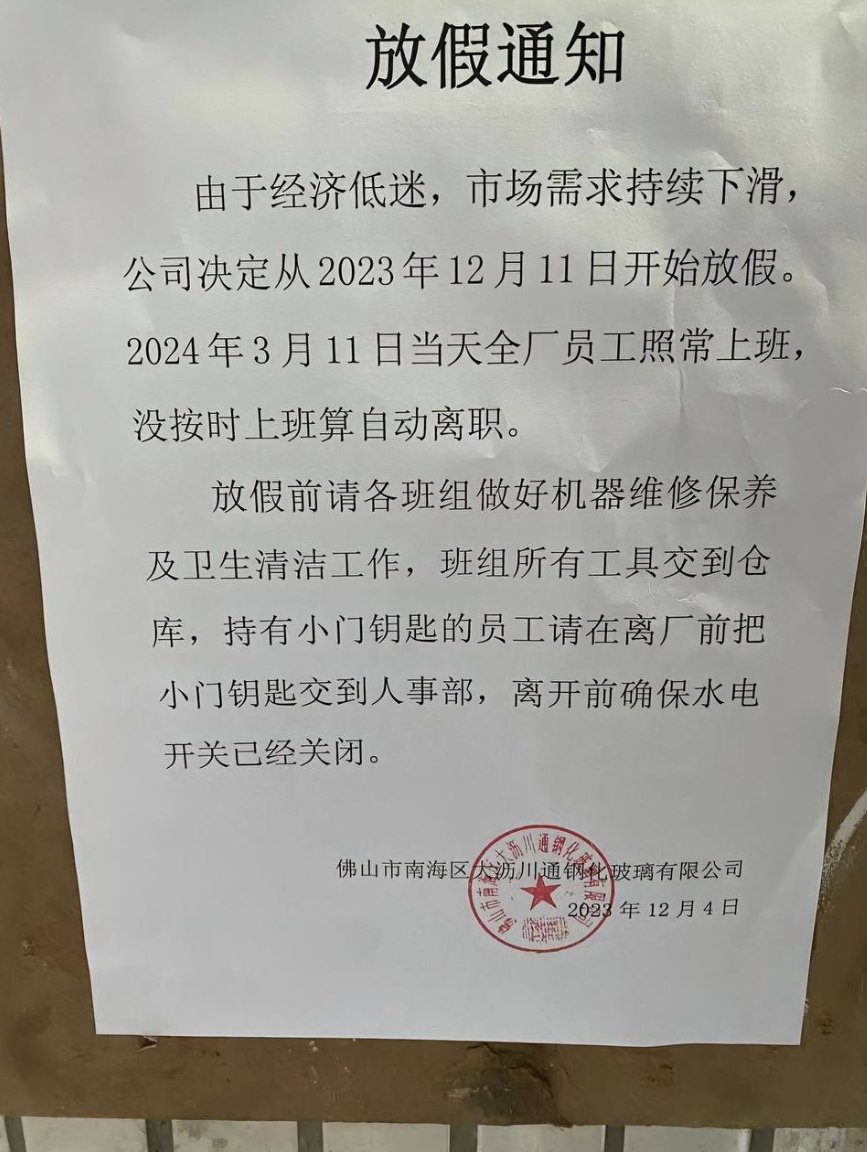 放假通知
由于经济低迷，市场需求持续下滑，
公司决定从2023年12月11日开始放假。
2024年3月11日当天全厂员工照常上班，
没按时上班算自动离职。
放假前请各班组做好机器维修保养
及卫生清洁工作，班组所有工具交到仓
库，持有小门钥匙的员工请在离厂前把
小门钥匙交到人事部，离开前确保水电
开关已经关闭。
佛山市南海区大沥川通钢化玻璃有限公司
2023年12月4日
佛山市南海区大沥川通钢化玻璃有限公司